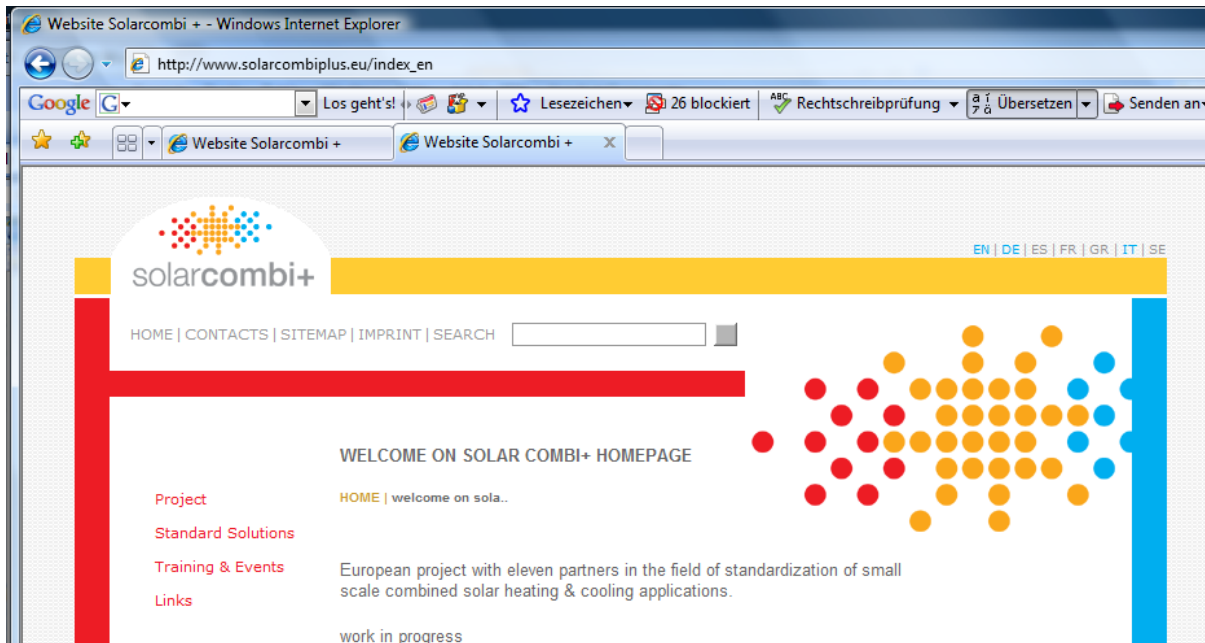 Website Solarcombi + - Windows Internet Explorer
http://www.solarcombiplus.eu/index_en
Google G Los geht's! Lesezeichen 26 blockiert ABC Rechtschreibprüfung Übersetzen Senden an
Website Solarcombi + Website Solarcombi + X
EN | DE | ES | FR | GR | IT | SE
solarcombi+
HOME | CONTACTS | SITEMAP | IMPRINT | SEARCH
WELCOME ON SOLAR COMBI+ HOMEPAGE
HOME | welcome on sola..
Project
Standard Solutions
Training & Events
Links
European project with eleven partners in the field of standardization of small
scale combined solar heating & cooling applications.
work in progress